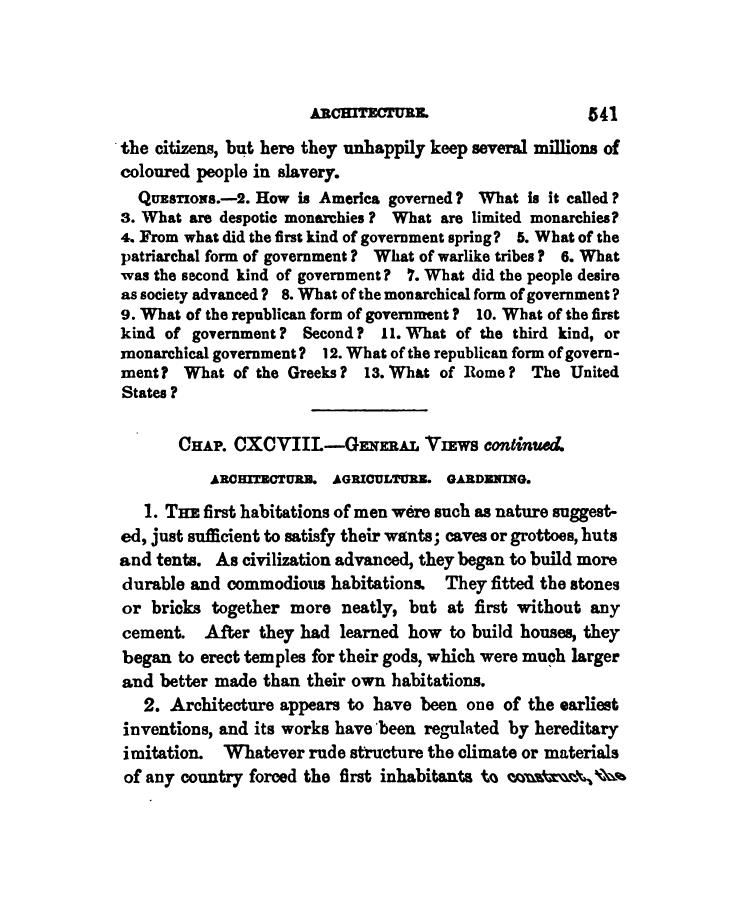 ARCHITECTURE. 541
the citizens, but here they unhappily keep several millions of
coloured people in slavery.
QUESTIONS.—2. How is America governed? What is it called?
3. What are despotic monarchies? What are limited monarchies?
4. From what did the first kind of government spring? 5. What of the
patriarchal form of government? What of warlike tribes? 6. What
was the second kind of government? 7. What did the people desire
as society advanced? 8. What of the monarchical form of government?
9. What of the republican form of government? 10. What of the first
kind of government? Second? 11. What of the third kind, or
monarchical government? 12. What of the republican form of govern-
ment? What of the Greeks? 13. What of Rome? The United
States?
CHAP. CXCVIII.—GENERAL VIEWS continued.
ARCHITECTURE. AGRICULTURE. GARDENING.
1. THE first habitations of men were such as nature suggest-
ed, just sufficient to satisfy their wants; caves or grottoes, huts
and tents. As civilization advanced, they began to build more
durable and commodious habitations. They fitted the stones
or bricks together more neatly, but at first without any
cement. After they had learned how to build houses, they
began to erect temples for their gods, which were much larger
and better made than their own habitations.
2. Architecture appears to have been one of the earliest
inventions, and its works have been regulated by hereditary
imitation. Whatever rude structure the climate or materials
of any country forced the first inhabitants to construct, the